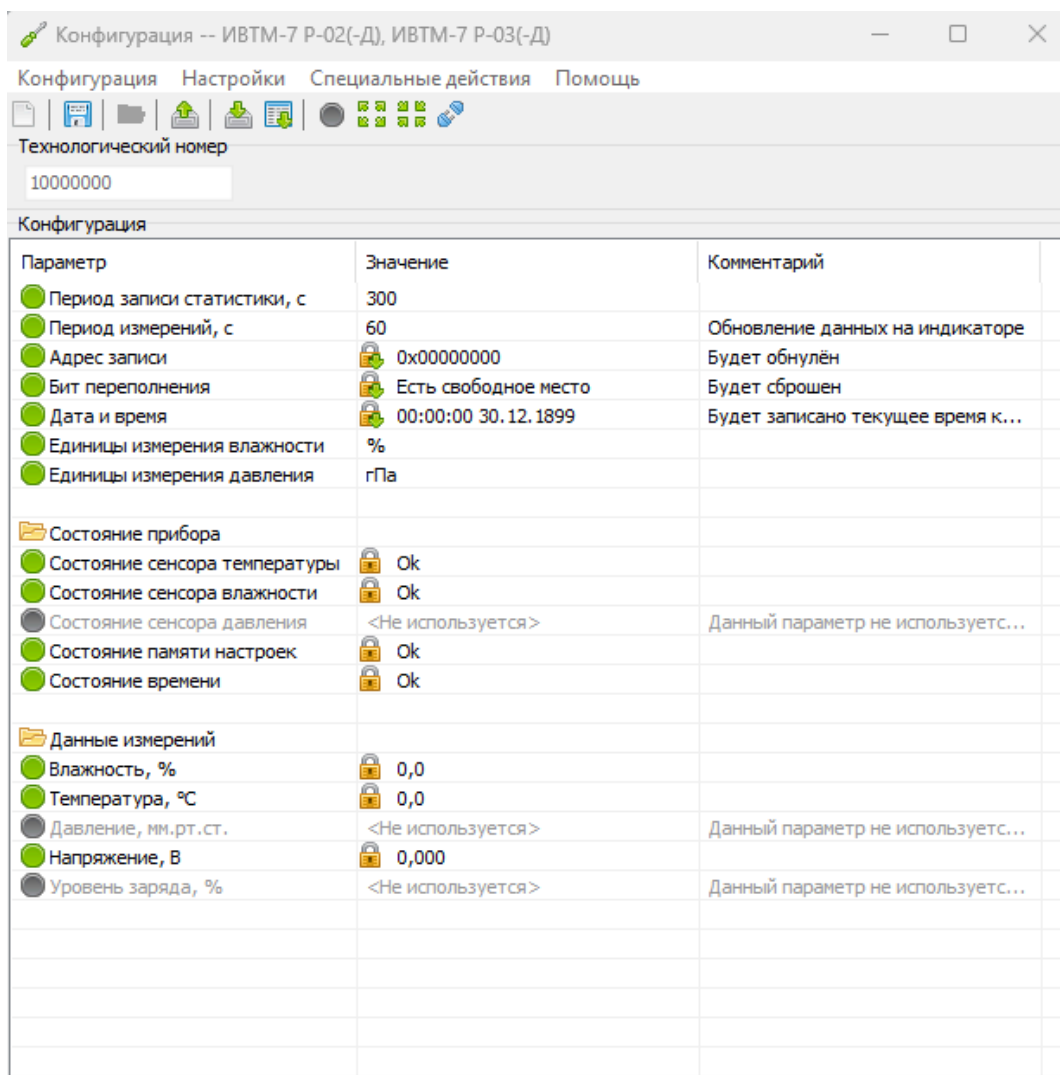 Конфигурация -- ИВТМ-7 Р-02(-Д), ИВТМ-7 Р-03(-Д)
Конфигурация Настройки Специальные действия Помощь
Технологический номер
10000000
Конфигурация
Параметр Значение Комментарий
Период записи статистики, с 300
Период измерений, с 60 Обновление данных на индикаторе
Адрес записи 0x00000000 Будет обнулён
Бит переполнения Есть свободное место Будет сброшен
Дата и время 00:00:00 30.12.1899 Будет записано текущее время к...
Единицы измерения влажности %
Единицы измерения давления гПа
Состояние прибора
Состояние сенсора температуры Ok
Состояние сенсора влажности Ok
Состояние сенсора давления <Не используется> Данный параметр не используетс...
Состояние памяти настроек Ok
Состояние времени Ok
Данные измерений
Влажность, % 0,0
Температура, °С 0,0
Давление, мм.рт.ст. <Не используется> Данный параметр не используетс...
Напряжение, В 0,000
Уровень заряда, % <Не используется> Данный параметр не используетс...